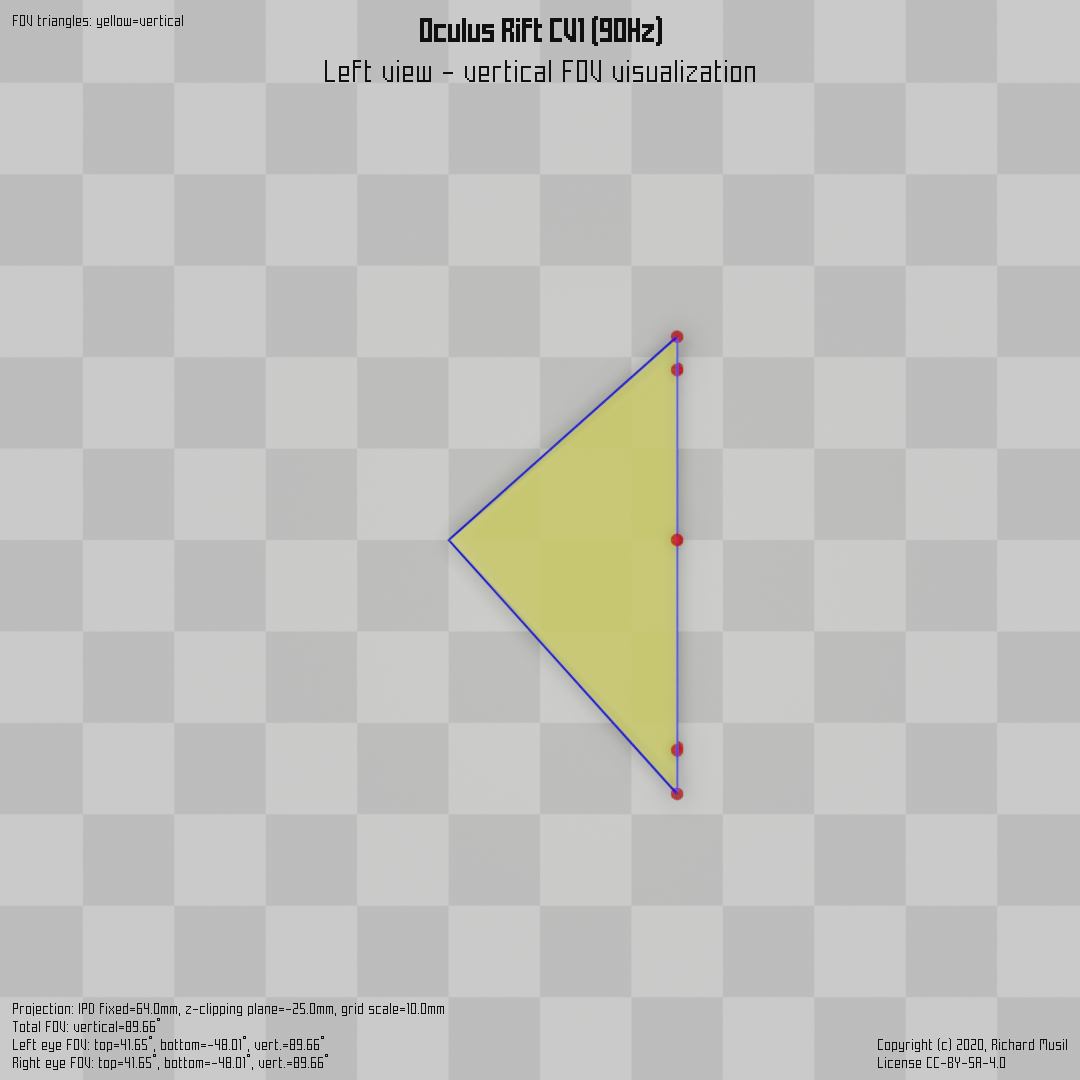 FOV triangles: yellow=vertical
Oculus Rift CV1 (90Hz)
Left view - vertical FOV visualization
Projection: IPD fixed=64.0mm, z-clipping plane=-25.0mm, grid scale=10.0mm
Total FOV: vertical=89.66°
Left eye FOV: top=41.65°, bottom=-48.01°, vert.=89.66°
Right eye FOV: top=41.65°, bottom=-48.01°, vert.=89.66°
Copyright (c) 2020, Richard Musil
License CC-BY-SA-4.0